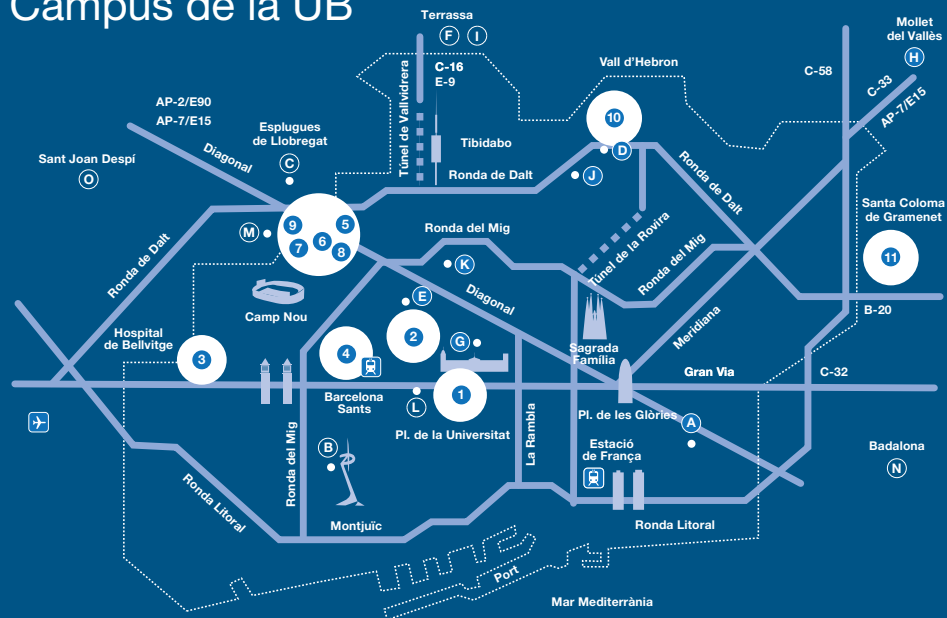 Campus de la UB
Terrassa
F I
Mollet
del Vallès
H
C-16
E-9
Túnel de Vallvidrera
Vall d'Hebron
C-58
C-33
AP-7/E15
AP-2/E90
AP-7/E15
Diagonal
Esplugues
de Llobregat
C
Tibidabo
10
D
Sant Joan Despí
O
Ronda de Dalt
J
Ronda de Dalt
Santa Coloma
de Gramenet
11
M
9 5
6
7 8
Ronda de Dalt
Ronda del Mig
K
Túnel de la Rovira
Ronda del Mig
Diagonal
E
Camp Nou
B-20
Meridiana
Hospital
de Bellvitge
3
4
2
G
Sagrada
Família
Gran Via
C-32
Barcelona
Sants
L
1
Pl. de la Universitat
Pl. de les Glòries
A
La Rambla
Ronda del Mig
B
Estació
de França
Badalona
N
Ronda Litoral
Montjuïc
Ronda Litoral
Port
Mar Mediterrània